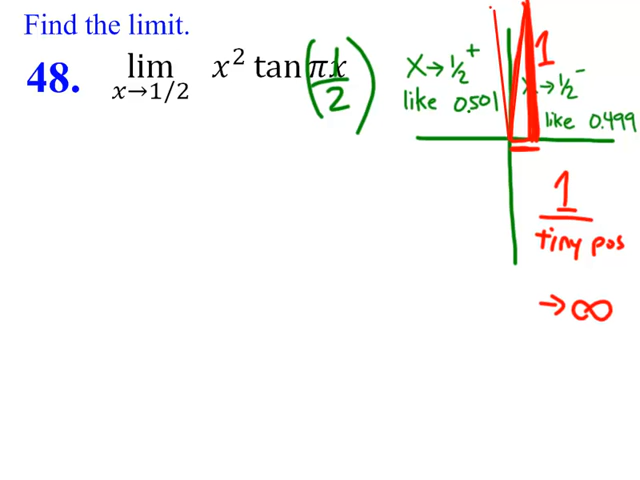 Find the limit.
48. lim x→1/2 x² tan πx (1/2)
x→½⁺
like 0.501
1
x→½⁻
like 0.499
1
tiny pos
→∞